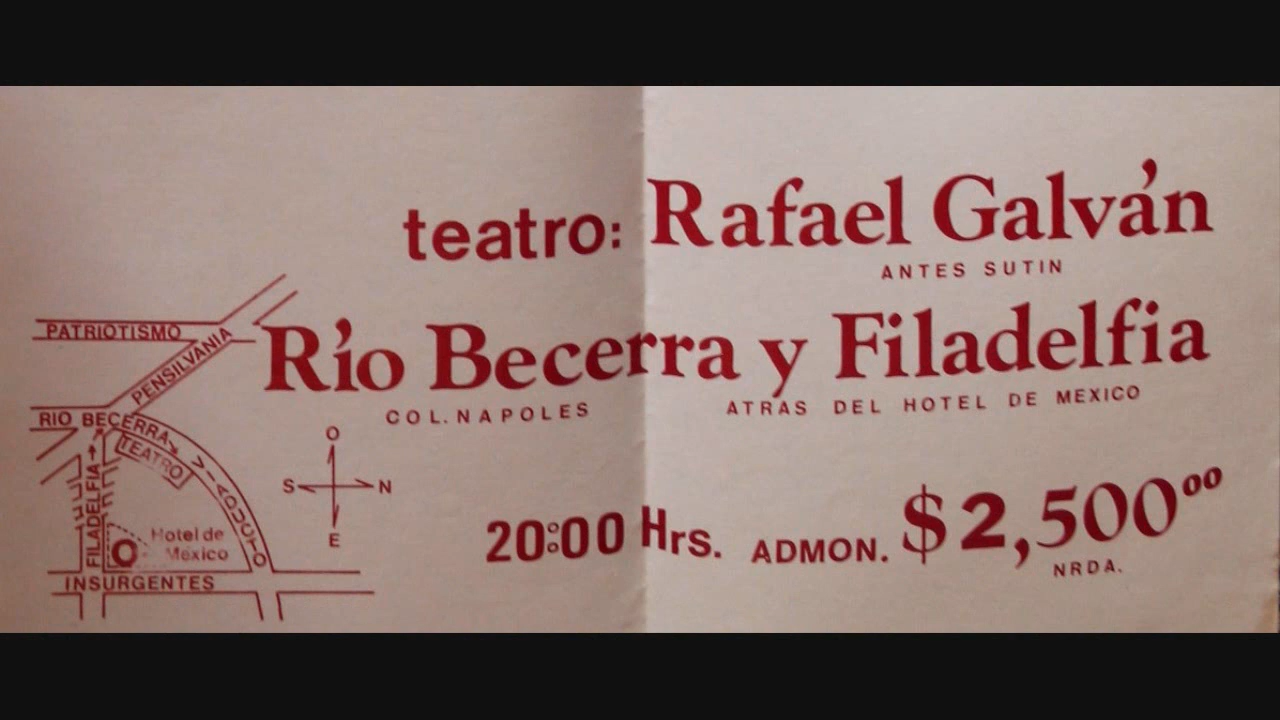 teatro: Rafael Galván
ANTES SUTIN
Río Becerra y Filadelfia
COL. NAPOLES ATRAS DEL HOTEL DE MEXICO
20:00 Hrs. ADMON. $2,500⁰⁰
NRDA.
PATRIOTISMO
PENSILVANIA
RIO BECERRA
VIADUCTO
TEATRO
FILADELFIA
Hotel de
México
INSURGENTES
O
S N
E